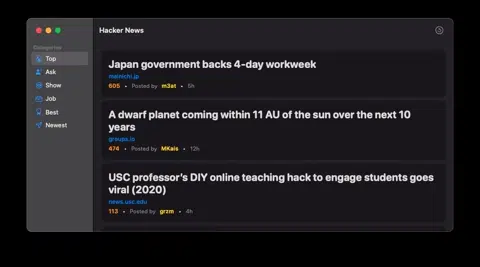 Hacker News
Categories
Top
Ask
Show
Job
Best
Newest
Japan government backs 4-day workweek
mainichi.jp
605 • Posted by m3at • 5h
A dwarf planet coming within 11 AU of the sun over the next 10
years
groups.io
474 • Posted by MKais • 12h
USC professor's DIY online teaching hack to engage students goes
viral (2020)
news.usc.edu
113 • Posted by grzm • 4h